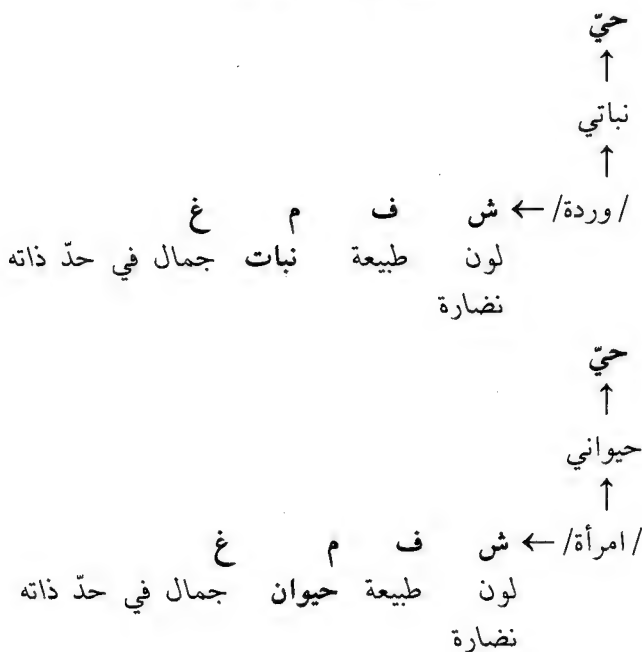 حيّ
↑
نباتي
↑
/وردة/ ← ش ف م غ
لون طبيعة نبات جمال في حدّ ذاته
نضارة
حيّ
↑
حيواني
↑
/امرأة/ ← ش ف م غ
لون طبيعة حيوان جمال في حدّ ذاته
نضارة